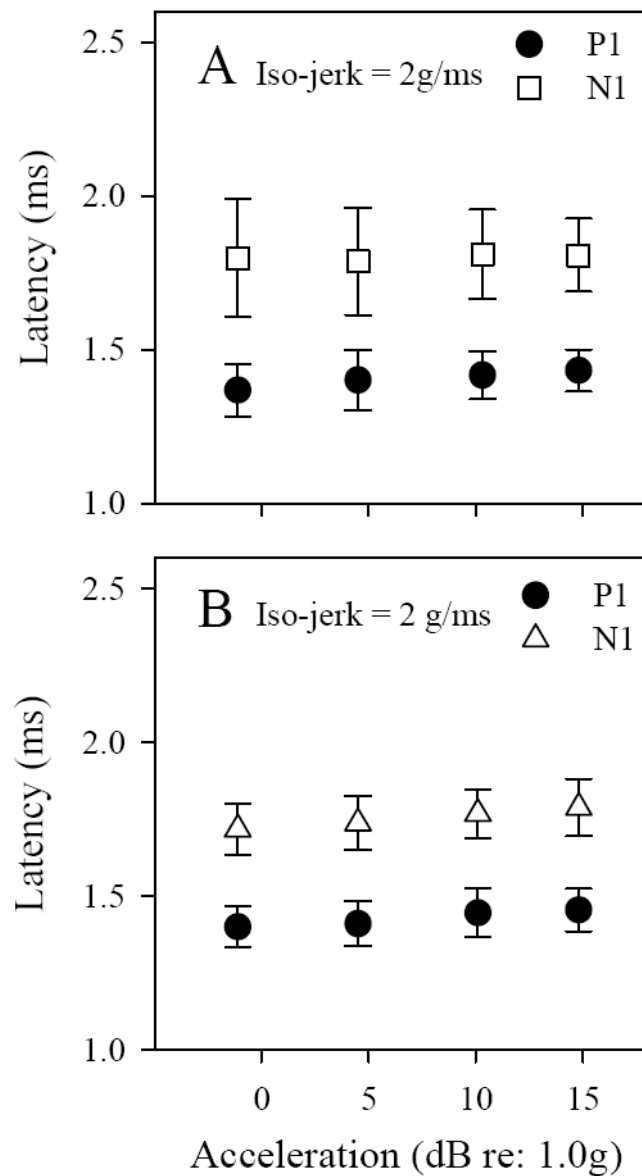 2.5
A Iso-jerk = 2g/ms
P1
N1
2.0
Latency (ms)
1.5
1.0
2.5
B Iso-jerk = 2 g/ms
P1
N1
2.0
Latency (ms)
1.5
1.0
0 5 10 15
Acceleration (dB re: 1.0g)